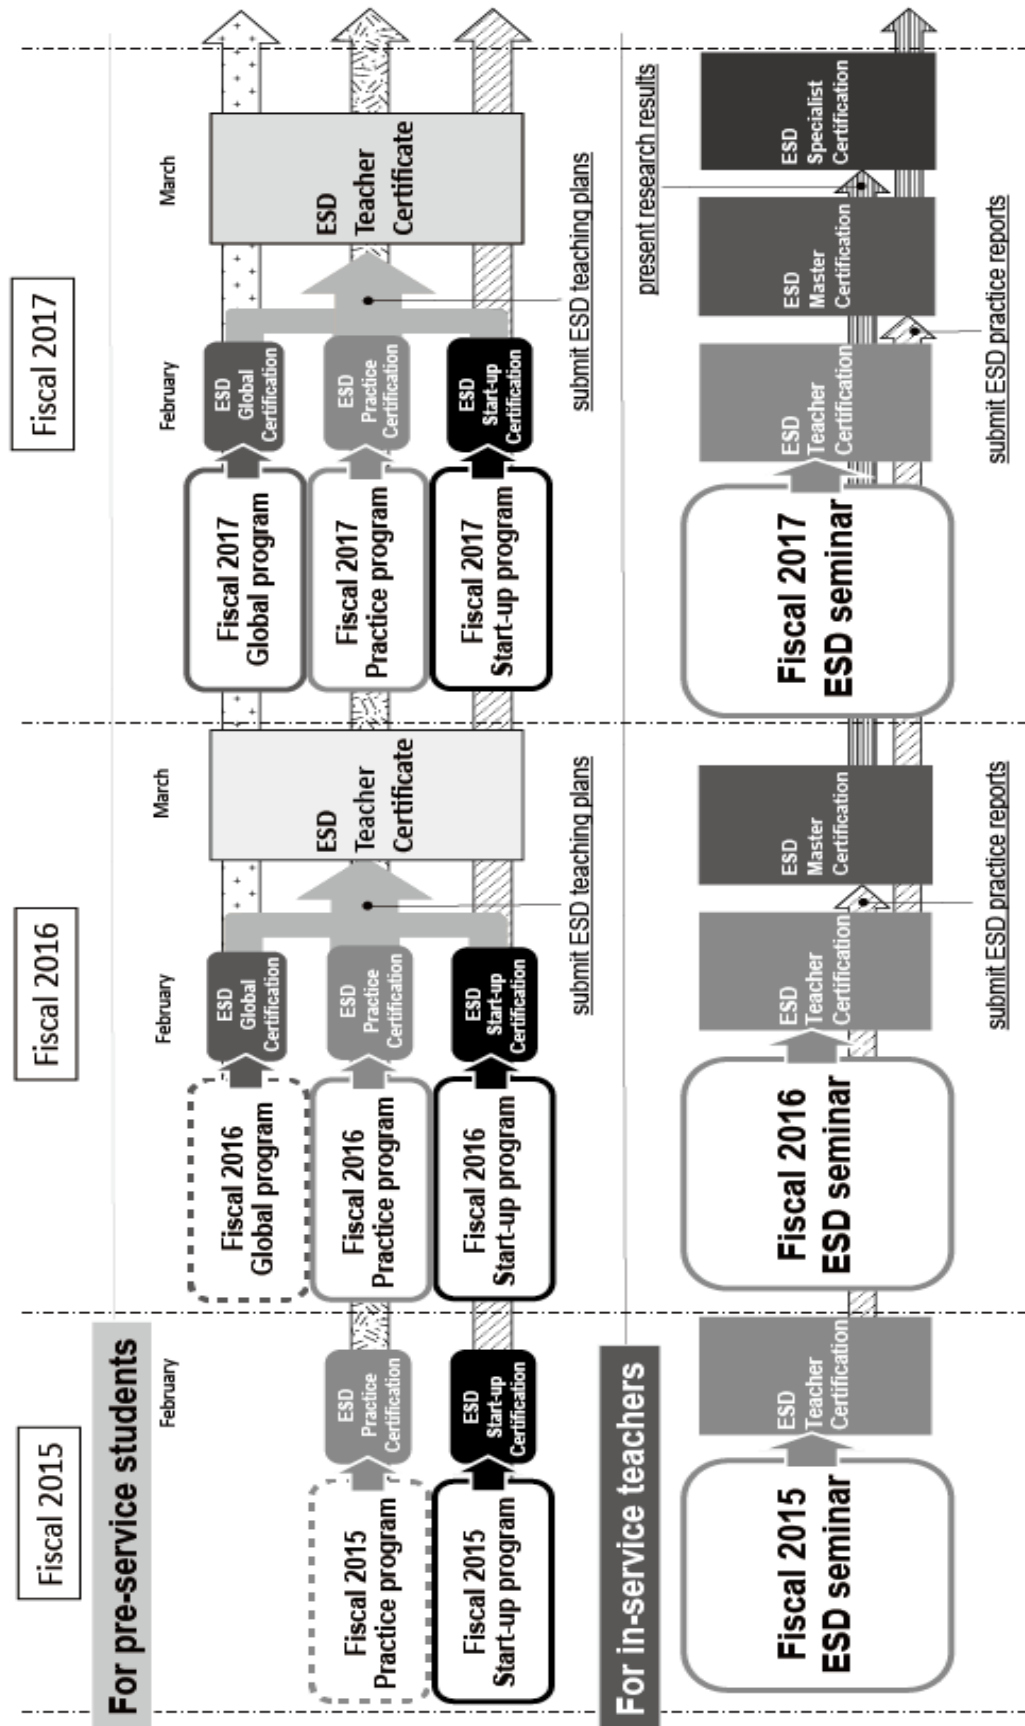 Fiscal 2015
Fiscal 2016
Fiscal 2017
For pre-service students
February
February
March
February
March
Fiscal 2016
Global program
ESD
Global
Certification
Fiscal 2017
Global program
ESD
Global
Certification
Fiscal 2015
Practice program
ESD
Practice
Certification
Fiscal 2016
Practice program
ESD
Practice
Certification
ESD
Teacher
Certificate
Fiscal 2017
Practice program
ESD
Practice
Certification
ESD
Teacher
Certificate
Fiscal 2015
Start-up program
ESD
Start-up
Certification
Fiscal 2016
Start-up program
ESD
Start-up
Certification
Fiscal 2017
Start-up program
ESD
Start-up
Certification
submit ESD teaching plans
submit ESD teaching plans
For in-service teachers
present research results
Fiscal 2015
ESD seminar
ESD
Teacher
Certification
Fiscal 2016
ESD seminar
ESD
Teacher
Certification
ESD
Master
Certification
Fiscal 2017
ESD seminar
ESD
Teacher
Certification
ESD
Master
Certification
ESD
Specialist
Certification
submit ESD practice reports
submit ESD practice reports